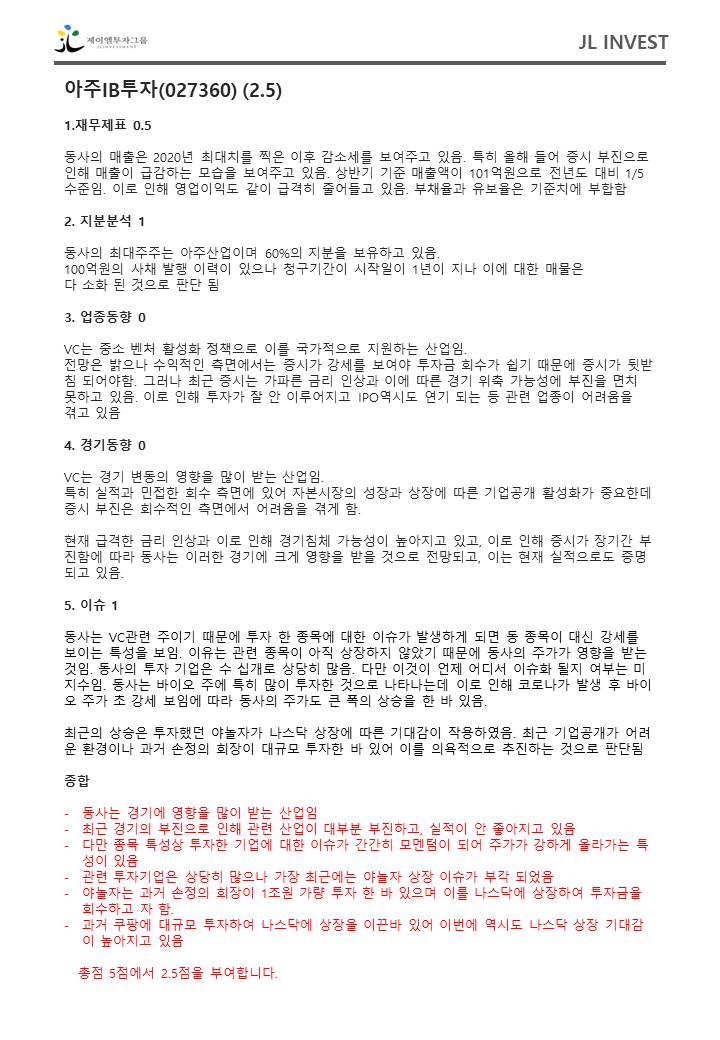 제이엘투자그룹
JLINVESTMENT
JL INVEST
아주IB투자(027360) (2.5)
1.재무제표 0.5
동사의 매출은 2020년 최대치를 찍은 이후 감소세를 보여주고 있음. 특히 올해 들어 증시 부진으로
인해 매출이 급감하는 모습을 보여주고 있음. 상반기 기준 매출액이 101억원으로 전년도 대비 1/5
수준임. 이로 인해 영업이익도 같이 급격히 줄어들고 있음. 부채율과 유보율은 기준치에 부합함
2. 지분분석 1
동사의 최대주주는 아주산업이며 60%의 지분을 보유하고 있음.
100억원의 사채 발행 이력이 있으나 청구기간이 시작일이 1년이 지나 이에 대한 매물은
다 소화 된 것으로 판단 됨
3. 업종동향 0
VC는 중소 벤처 활성화 정책으로 이를 국가적으로 지원하는 산업임.
전망은 밝으나 수익적인 측면에서는 증시가 강세를 보여야 투자금 회수가 쉽기 때문에 증시가 뒷받
침 되어야함. 그러나 최근 증시는 가파른 금리 인상과 이에 따른 경기 위축 가능성에 부진을 면치
못하고 있음. 이로 인해 투자가 잘 안 이루어지고 IPO역시도 연기 되는 등 관련 업종이 어려움을
겪고 있음
4. 경기동향 0
VC는 경기 변동의 영향을 많이 받는 산업임.
특히 실적과 민접한 회수 측면에 있어 자본시장의 성장과 상장에 따른 기업공개 활성화가 중요한데
증시 부진은 회수적인 측면에서 어려움을 겪게 함.
현재 급격한 금리 인상과 이로 인해 경기침체 가능성이 높아지고 있고, 이로 인해 증시가 장기간 부
진함에 따라 동사는 이러한 경기에 크게 영향을 받을 것으로 전망되고, 이는 현재 실적으로도 증명
되고 있음.
5. 이슈 1
동사는 VC관련 주이기 때문에 투자 한 종목에 대한 이슈가 발생하게 되면 동 종목이 대신 강세를
보이는 특성을 보임. 이유는 관련 종목이 아직 상장하지 않았기 때문에 동사의 주가가 영향을 받는
것임. 동사의 투자 기업은 수 십개로 상당히 많음. 다만 이것이 언제 어디서 이슈화 될지 여부는 미
지수임. 동사는 바이오 주에 특히 많이 투자한 것으로 나타나는데 이로 인해 코로나가 발생 후 바이
오 주가 초 강세 보임에 따라 동사의 주가도 큰 폭의 상승을 한 바 있음.
최근의 상승은 투자했던 야놀자가 나스닥 상장에 따른 기대감이 작용하였음. 최근 기업공개가 어려
운 환경이나 과거 손정의 회장이 대규모 투자한 바 있어 이를 의욕적으로 추진하는 것으로 판단됨
종합
- 동사는 경기에 영향을 많이 받는 산업임
- 최근 경기의 부진으로 인해 관련 산업이 대부분 부진하고, 실적이 안 좋아지고 있음
- 다만 종목 특성상 투자한 기업에 대한 이슈가 간간히 모멘텀이 되어 주가가 강하게 올라가는 특
성이 있음
- 관련 투자기업은 상당히 많으나 가장 최근에는 야놀자 상장 이슈가 부각 되었음
- 야놀자는 과거 손정의 회장이 1조원 가량 투자 한 바 있으며 이를 나스닥에 상장하여 투자금을
회수하고 자 함.
- 과거 쿠팡에 대규모 투자하여 나스닥에 상장을 이끈바 있어 이번에 역시도 나스닥 상장 기대감
이 높아지고 있음
총점 5점에서 2.5점을 부여합니다.